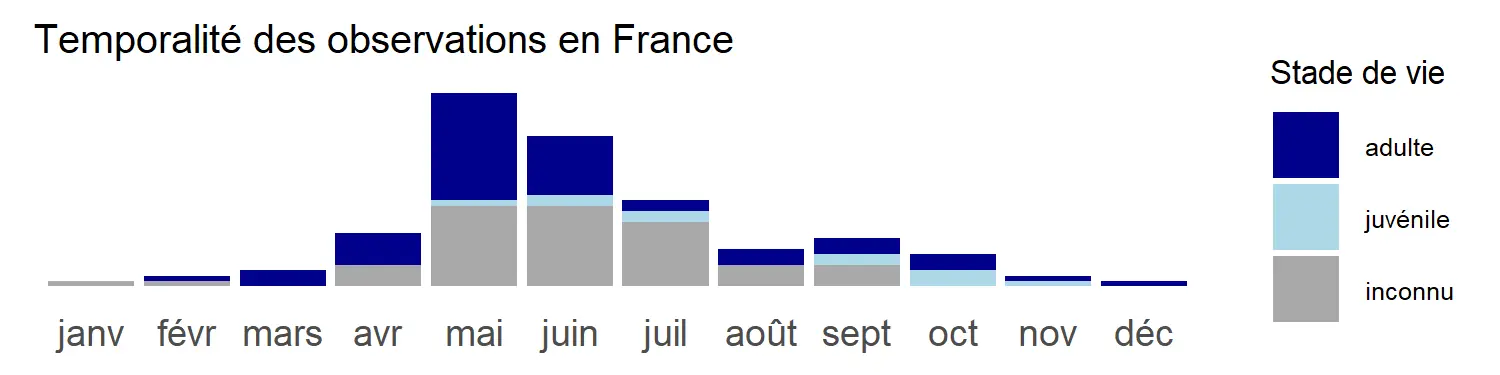 Temporalité des observations en France
Stade de vie
adulte
juvénile
inconnu
janv févr mars avr mai juin juil août sept oct nov déc